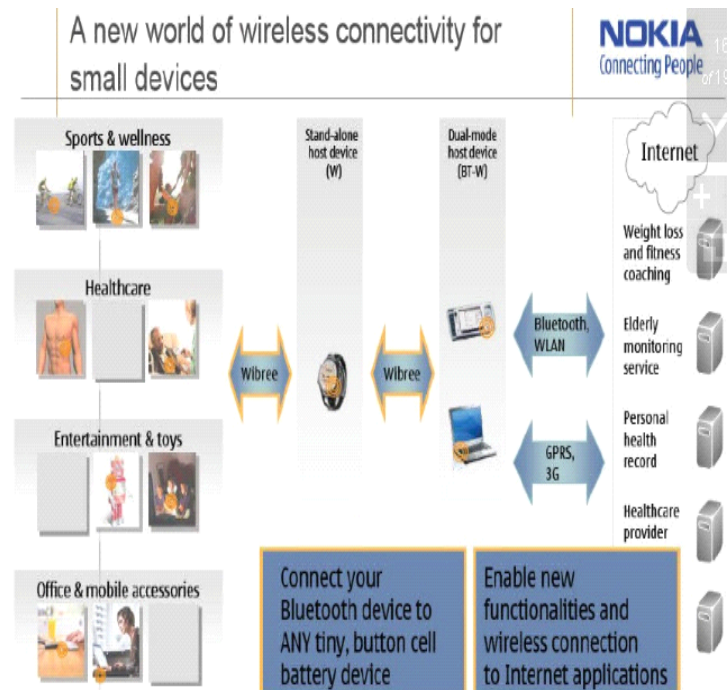 A new world of wireless connectivity for
small devices
NOKIA
Connecting People
16
of 19
Sports & wellness
Stand-alone
host device
(W)
Dual-mode
host device
(BT-W)
Internet
Weight loss
and fitness
coaching
Healthcare
Wibree
Wibree
Bluetooth,
WLAN
Elderly
monitoring
service
Entertainment & toys
GPRS,
3G
Personal
health
record
Healthcare
provider
Office & mobile accessories
Connect your
Bluetooth device to
ANY tiny, button cell
battery device
Enable new
functionalities and
wireless connection
to Internet applications